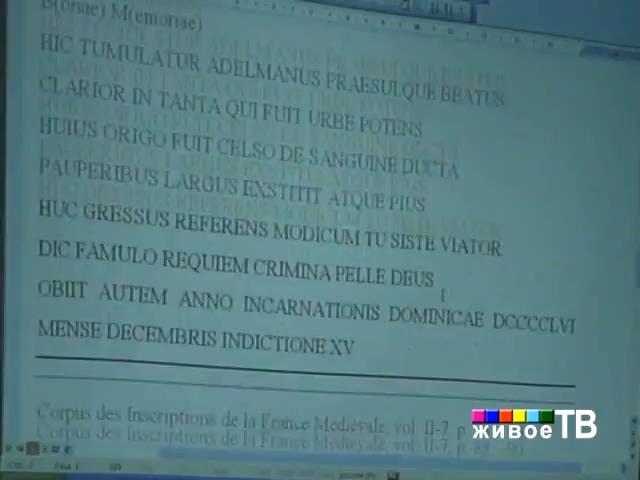 B(onae) M(emoriae)
HIC TUMULATUR ADELMANUS PRAESULQUE BEATUS
CLARIOR IN TANTA QUI FUIT URBE POTENS
HUIUS ORIGO FUIT CELSO DE SANGUINE DUCTA
PAUPERIBUS LARGUS EXSTITIT ATQUE PIUS
HUC GRESSUS REFERENS MODICUM TU SISTE VIATOR
DIC FAMULO REQUIEM CRIMINA PELLE DEUS
OBIIT AUTEM ANNO INCARNATIONIS DOMINICAE DCCCCLVI
MENSE DECEMBRIS INDICTIONE XV
Corpus des Inscriptions de la France Médiévale, vol. II-7, p
живоеТВ